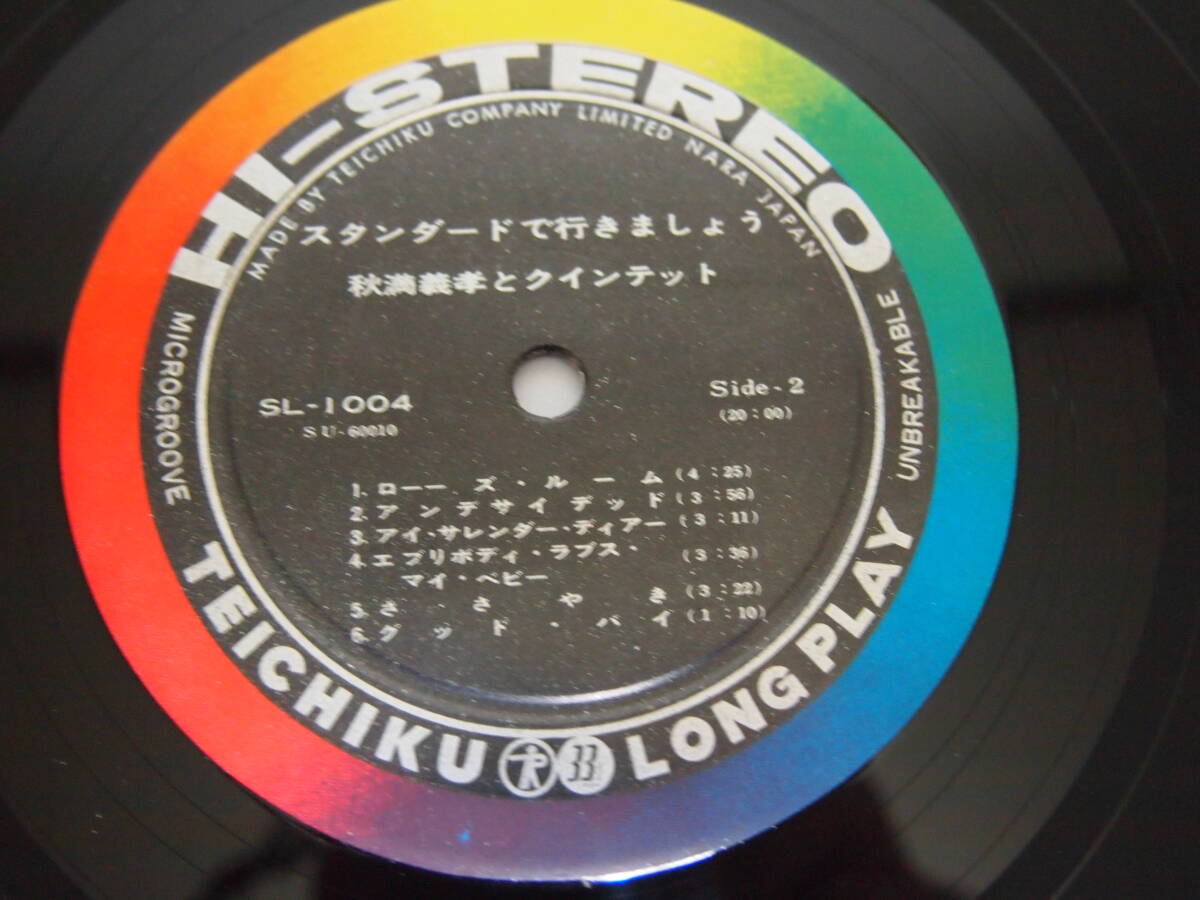 HI-STEREO
MADE BY TEICHIKU COMPANY LIMITED NARA JAPAN
スタンダードで行きましょう
秋満義孝とクインテット
SL-1004
SU-60010
Side-2
(20:00)
MICROGROOVE
UNBREAKABLE
1. ローズ・ルーム (4:25)
2. アンデサイデッド (3:56)
3. アイ・サレンダー・ディアー (3:11)
4. エブリボディ・ラブス・ (3:36)
マイ・ベビー
5. ささやき (3:22)
6. グッド・バイ (1:10)
TEICHIKU 33 LONG PLAY